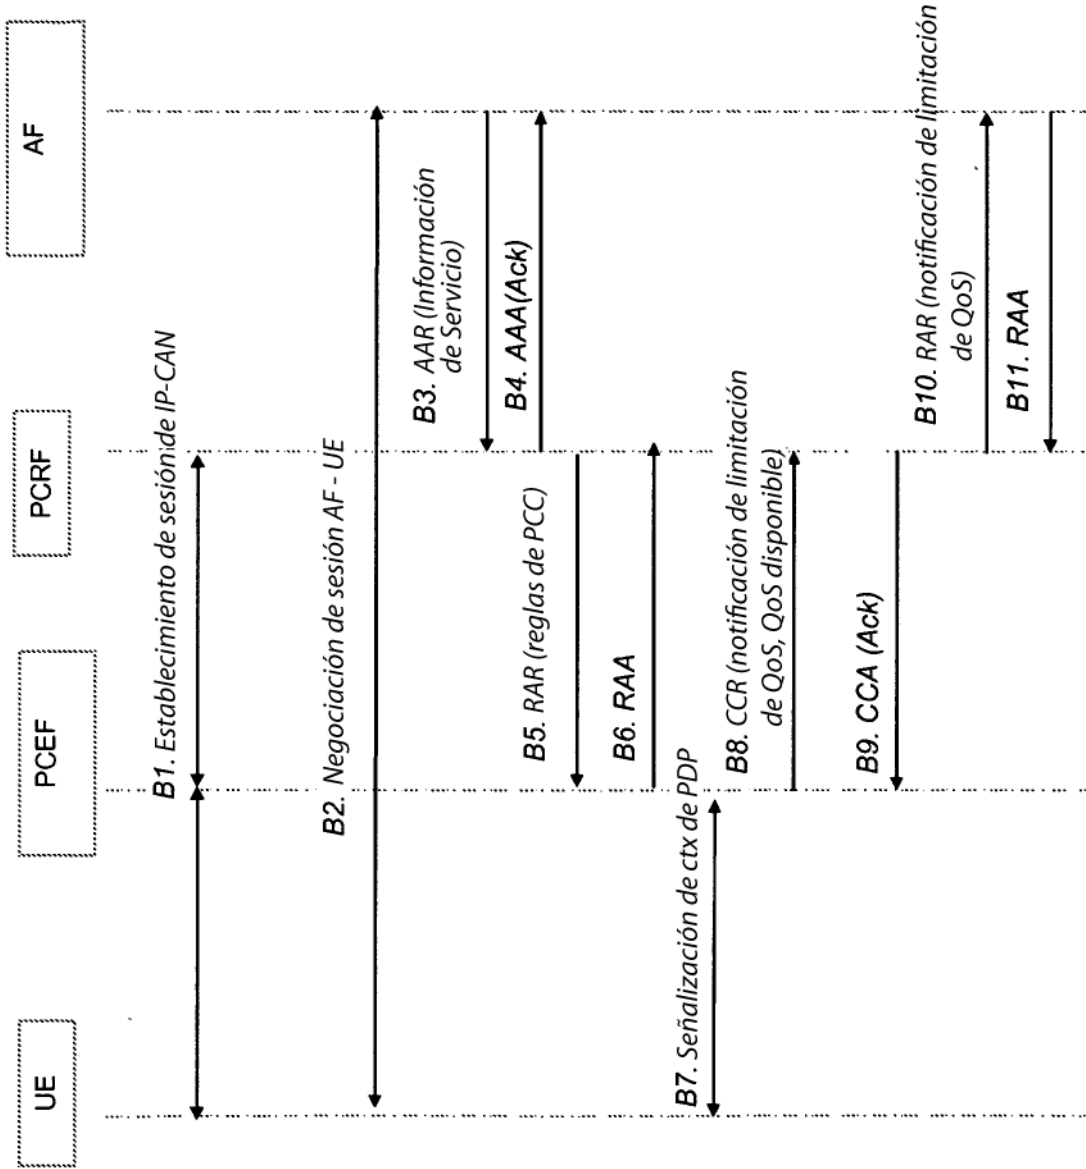 UE
PCEF
PCRF
AF
B1. Establecimiento de sesión de IP-CAN
B2. Negociación de sesión AF - UE
B3. AAR (Información
de Servicio)
B4. AAA(Ack)
B5. RAR (reglas de PCC)
B6. RAA
B7. Señalización de ctx de PDP
B8. CCR (notificación de limitación
de QoS, QoS disponible)
B9. CCA (Ack)
B10. RAR (notificación de limitación
de QoS)
B11. RAA